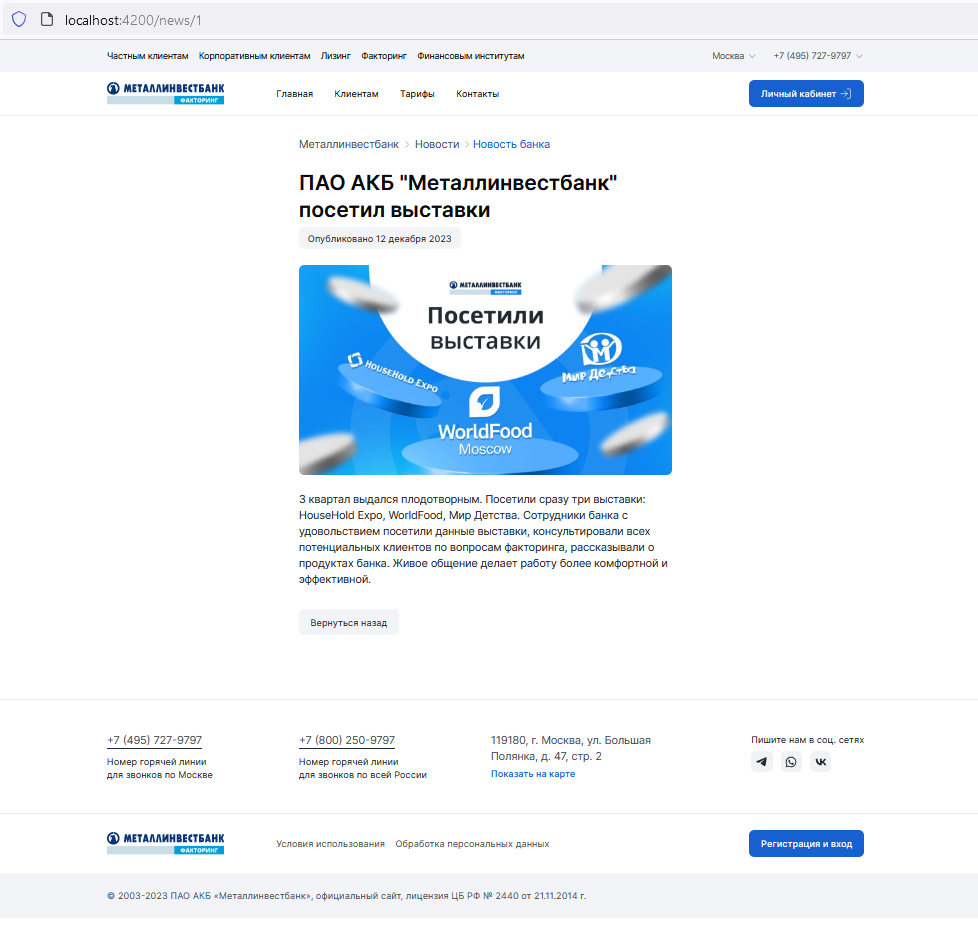 localhost:4200/news/1
Частным клиентам Корпоративным клиентам Лизинг Факторинг Финансовым институтам Москва +7 (495) 727-9797
МЕТАЛЛИНВЕСТБАНК
ФАКТОРИНГ
Главная Клиентам Тарифы Контакты Личный кабинет
Металлинвестбанк Новости Новость банка
ПАО АКБ "Металлинвестбанк"
посетил выставки
Опубликовано 12 декабря 2023
МЕТАЛЛИНВЕСТБАНК
ФАКТОРИНГ
Посетили
выставки
HouseHold Expo
Мир Детства
WorldFood
Moscow
3 квартал выдался плодотворным. Посетили сразу три выставки:
HouseHold Expo, WorldFood, Мир Детства. Сотрудники банка с
удовольствием посетили данные выставки, консультировали всех
потенциальных клиентов по вопросам факторинга, рассказывали о
продуктах банка. Живое общение делает работу более комфортной и
эффективной.
Вернуться назад
+7 (495) 727-9797
Номер горячей линии
для звонков по Москве
+7 (800) 250-9797
Номер горячей линии
для звонков по всей России
119180, г. Москва, ул. Большая
Полянка, д. 47, стр. 2
Показать на карте
Пишите нам в соц. сетях
МЕТАЛЛИНВЕСТБАНК
ФАКТОРИНГ
Условия использования Обработка персональных данных Регистрация и вход
© 2003-2023 ПАО АКБ «Металлинвестбанк», официальный сайт, лицензия ЦБ РФ № 2440 от 21.11.2014 г.